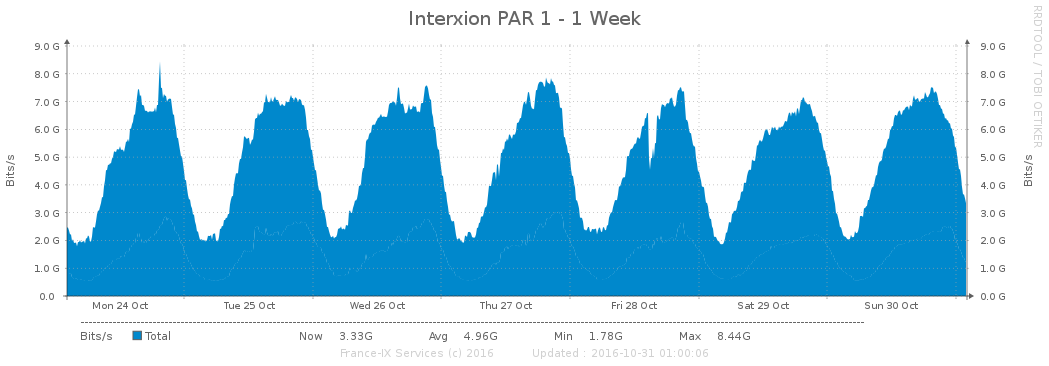 Interxion PAR 1 - 1 Week
RRDTOOL / TOBI OETIKER
Bits/s
9.0 G 9.0 G
8.0 G 8.0 G
7.0 G 7.0 G
6.0 G 6.0 G
5.0 G 5.0 G
4.0 G 4.0 G
3.0 G 3.0 G
2.0 G 2.0 G
1.0 G 1.0 G
0.0 0.0 G
Bits/s
Mon 24 Oct Tue 25 Oct Wed 26 Oct Thu 27 Oct Fri 28 Oct Sat 29 Oct Sun 30 Oct
Bits/s Total Now 3.33G Avg 4.96G Min 1.78G Max 8.44G
France-IX Services (c) 2016 Updated : 2016-10-31 01:00:06